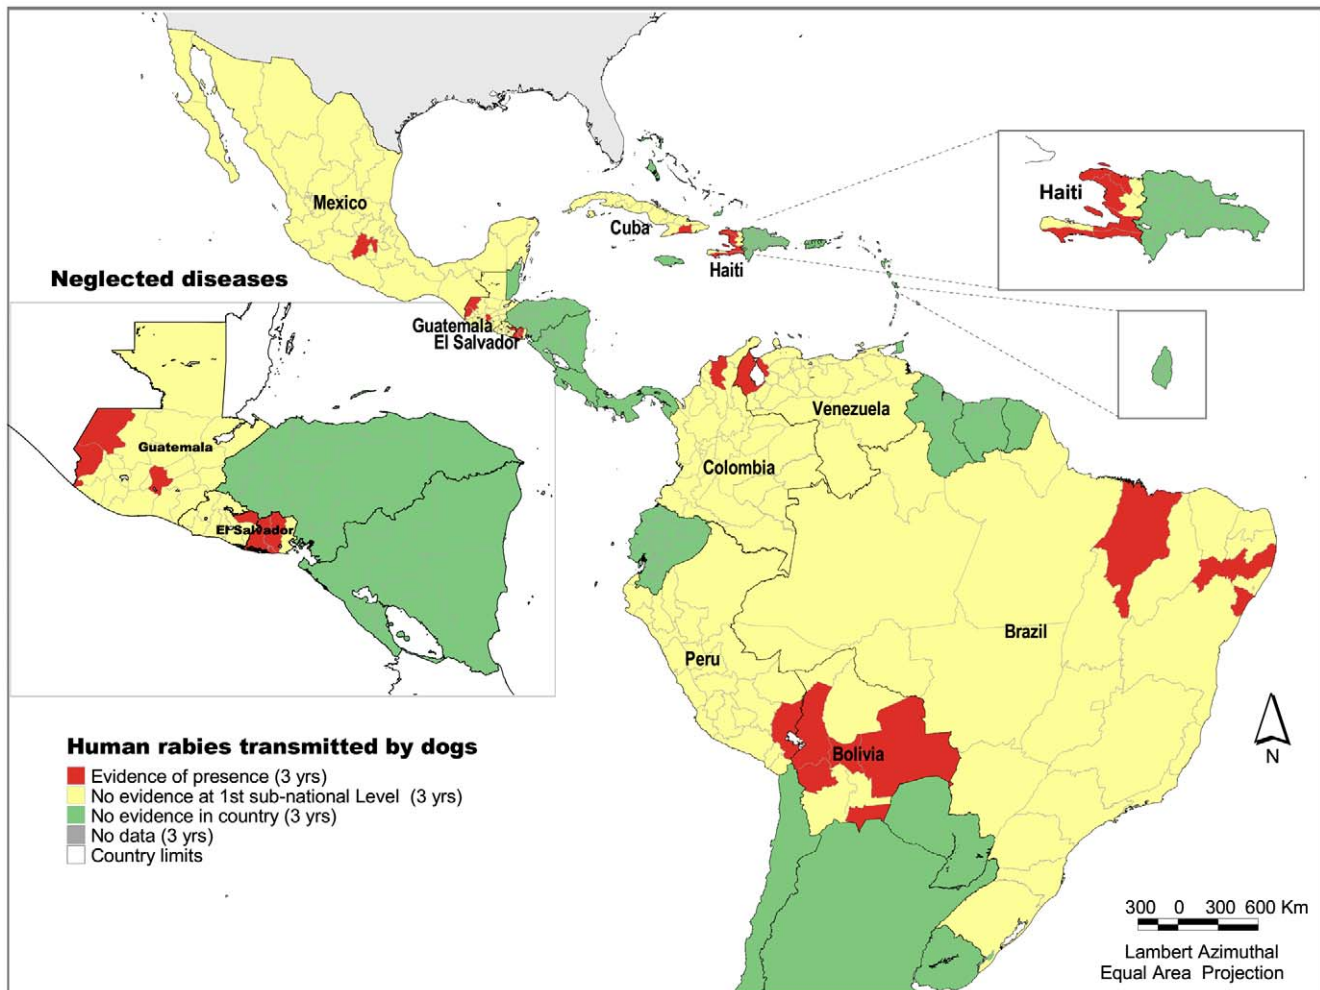 Mexico
Cuba
Haiti
Haiti
Neglected diseases
Guatemala
El Salvador
Guatemala
El Salvador
Venezuela
Colombia
Brazil
Peru
Bolivia
N
Human rabies transmitted by dogs
Evidence of presence (3 yrs)
No evidence at 1st sub-national Level (3 yrs)
No evidence in country (3 yrs)
No data (3 yrs)
Country limits
300 0 300 600 Km
Lambert Azimuthal
Equal Area Projection